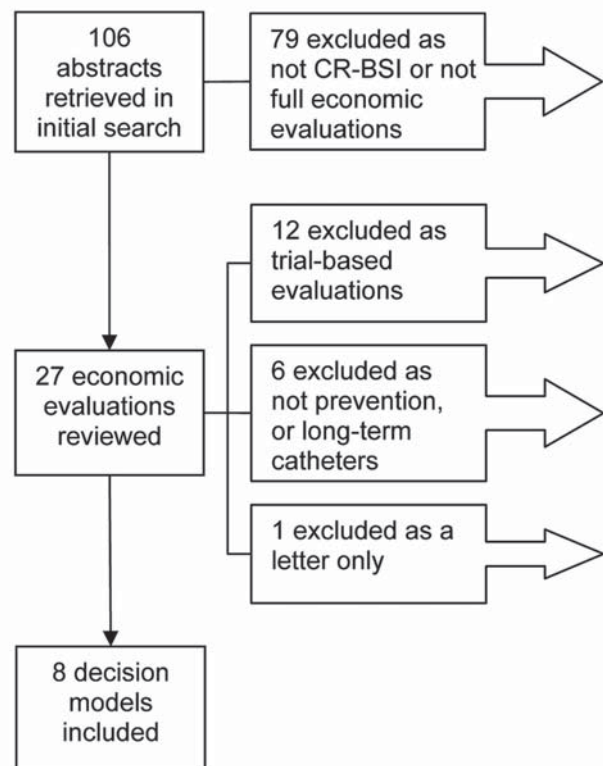 106
abstracts
retrieved in
initial search
79 excluded as
not CR-BSI or not
full economic
evaluations
12 excluded as
trial-based
evaluations
27 economic
evaluations
reviewed
6 excluded as
not prevention,
or long-term
catheters
1 excluded as a
letter only
8 decision
models
included